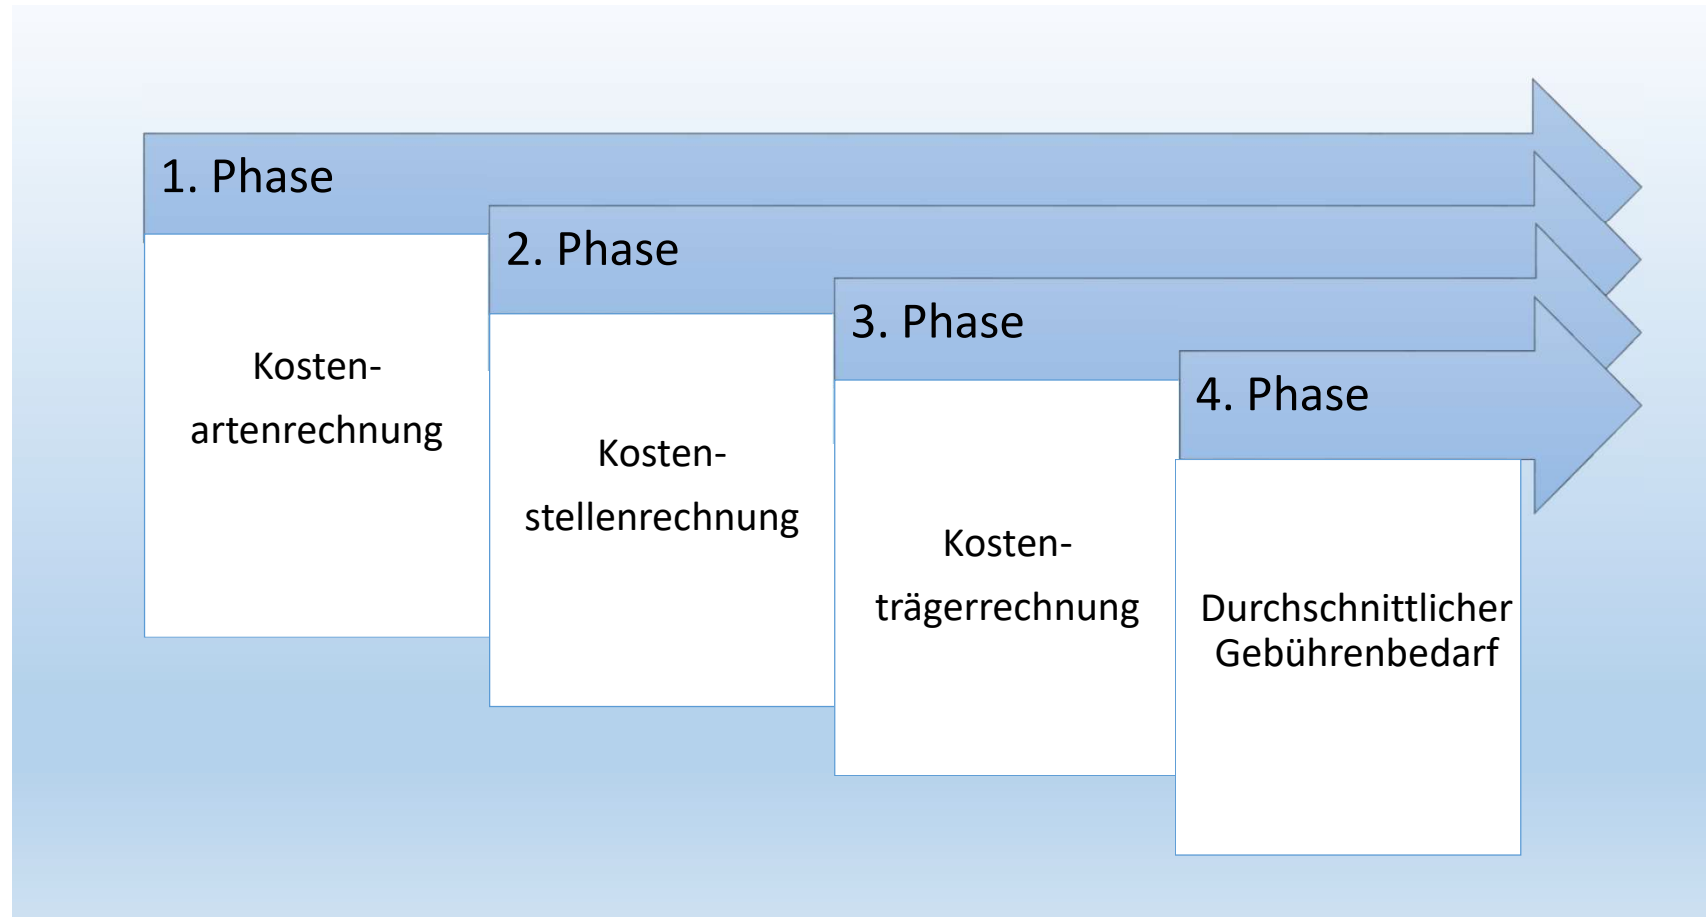 1. Phase
Kosten-
artenrechnung
2. Phase
Kosten-
stellenrechnung
3. Phase
Kosten-
trägerrechnung
4. Phase
Durchschnittlicher
Gebührenbedarf